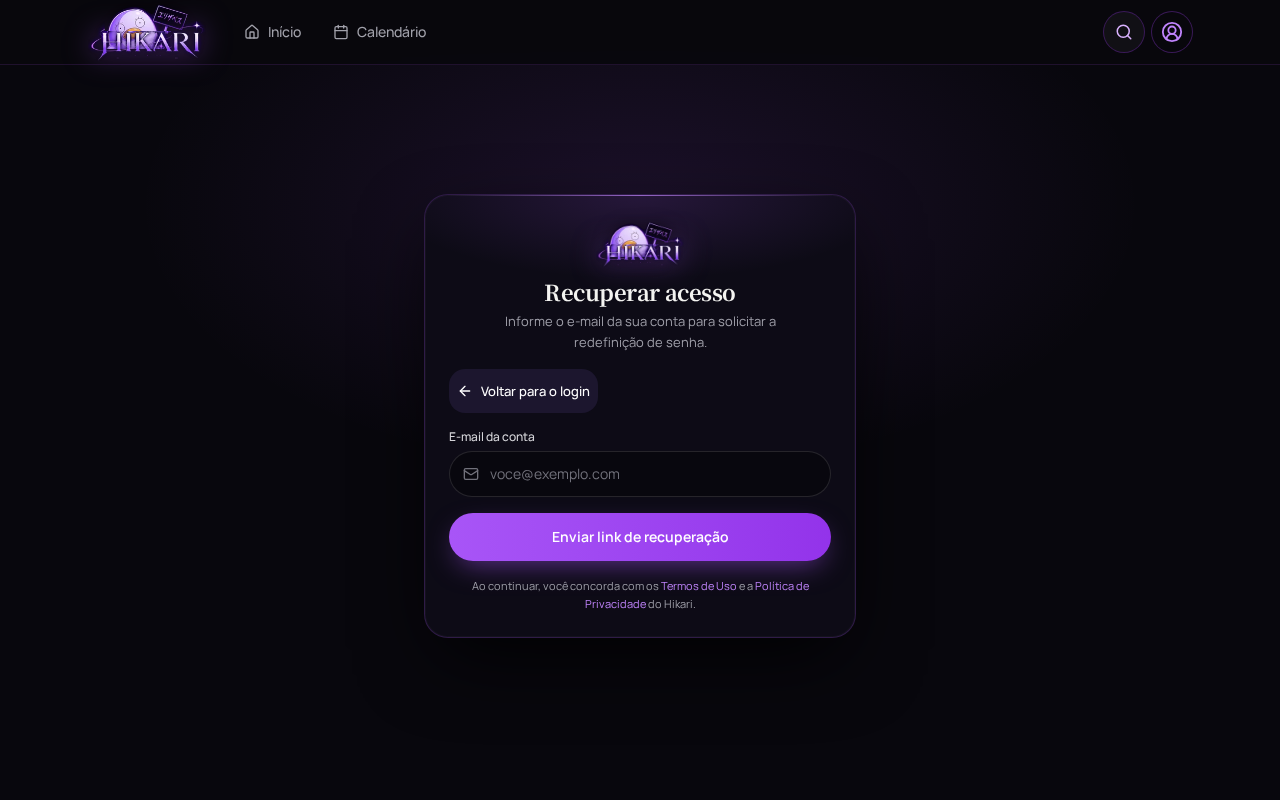 HIKARI
Início
Calendário
HIKARI
Recuperar acesso
Informe o e-mail da sua conta para solicitar a
redefinição de senha.
Voltar para o login
E-mail da conta
voce@exemplo.com
Enviar link de recuperação
Ao continuar, você concorda com os Termos de Uso e a Política de
Privacidade do Hikari.